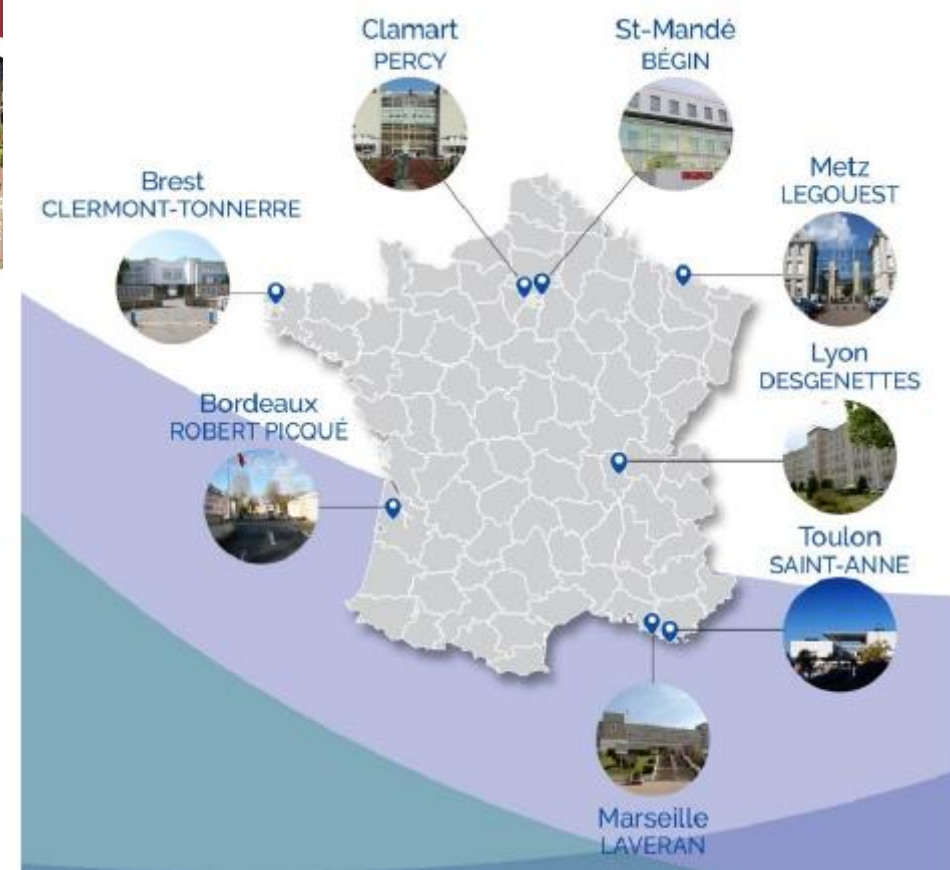 Clamart
PERCY
St-Mandé
BÉGIN
Metz
LEGOUEST
Brest
CLERMONT-TONNERRE
Lyon
DESGENETTES
Bordeaux
ROBERT PICQUÉ
Toulon
SAINT-ANNE
Marseille
LAVERAN